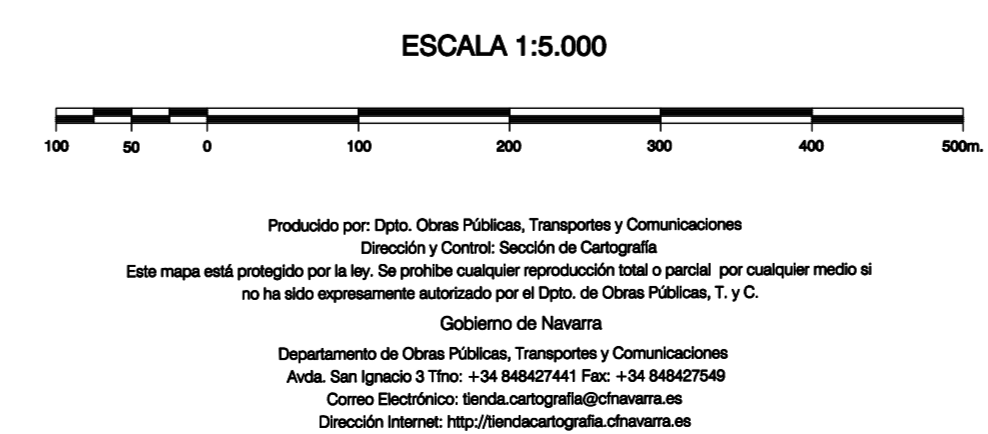 ESCALA 1:5.000
100 50 0 100 200 300 400 500m.
Producido por: Dpto. Obras Públicas, Transportes y Comunicaciones
Dirección y Control: Sección de Cartografía
Este mapa está protegido por la ley. Se prohibe cualquier reproducción total o parcial por cualquier medio si
no ha sido expresamente autorizado por el Dpto. de Obras Públicas, T. y C.
Gobierno de Navarra
Departamento de Obras Públicas, Transportes y Comunicaciones
Avda. San Ignacio 3 Tfno: +34 848427441 Fax: +34 848427549
Correo Electrónico: tienda.cartografia@cfnavarra.es
Dirección Internet: http://tiendacartografia.cfnavarra.es